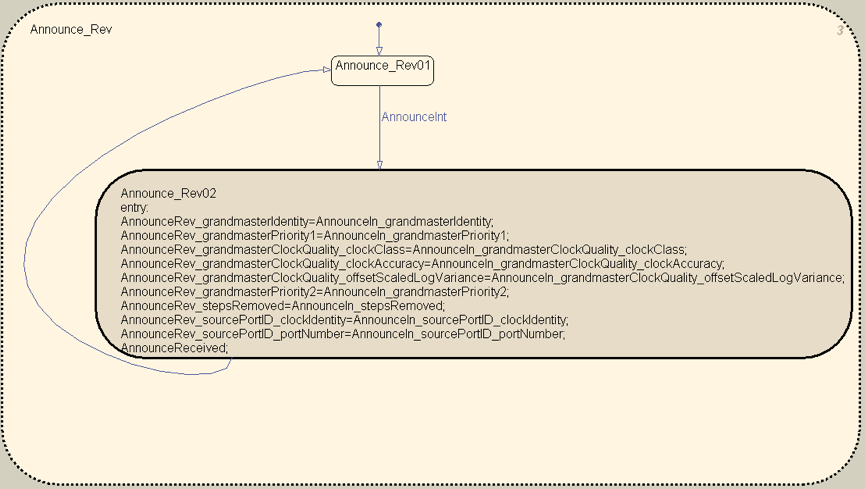 Announce_Rev
3
Announce_Rev01
AnnounceInt
Announce_Rev02
entry:
AnnounceRev_grandmasterIdentity=AnnounceIn_grandmasterIdentity;
AnnounceRev_grandmasterPriority1=AnnounceIn_grandmasterPriority1;
AnnounceRev_grandmasterClockQuality_clockClass=AnnounceIn_grandmasterClockQuality_clockClass;
AnnounceRev_grandmasterClockQuality_clockAccuracy=AnnounceIn_grandmasterClockQuality_clockAccuracy;
AnnounceRev_grandmasterClockQuality_offsetScaledLogVariance=AnnounceIn_grandmasterClockQuality_offsetScaledLogVariance;
AnnounceRev_grandmasterPriority2=AnnounceIn_grandmasterPriority2;
AnnounceRev_stepsRemoved=AnnounceIn_stepsRemoved;
AnnounceRev_sourcePortID_clockIdentity=AnnounceIn_sourcePortID_clockIdentity;
AnnounceRev_sourcePortID_portNumber=AnnounceIn_sourcePortID_portNumber;
AnnounceReceived;